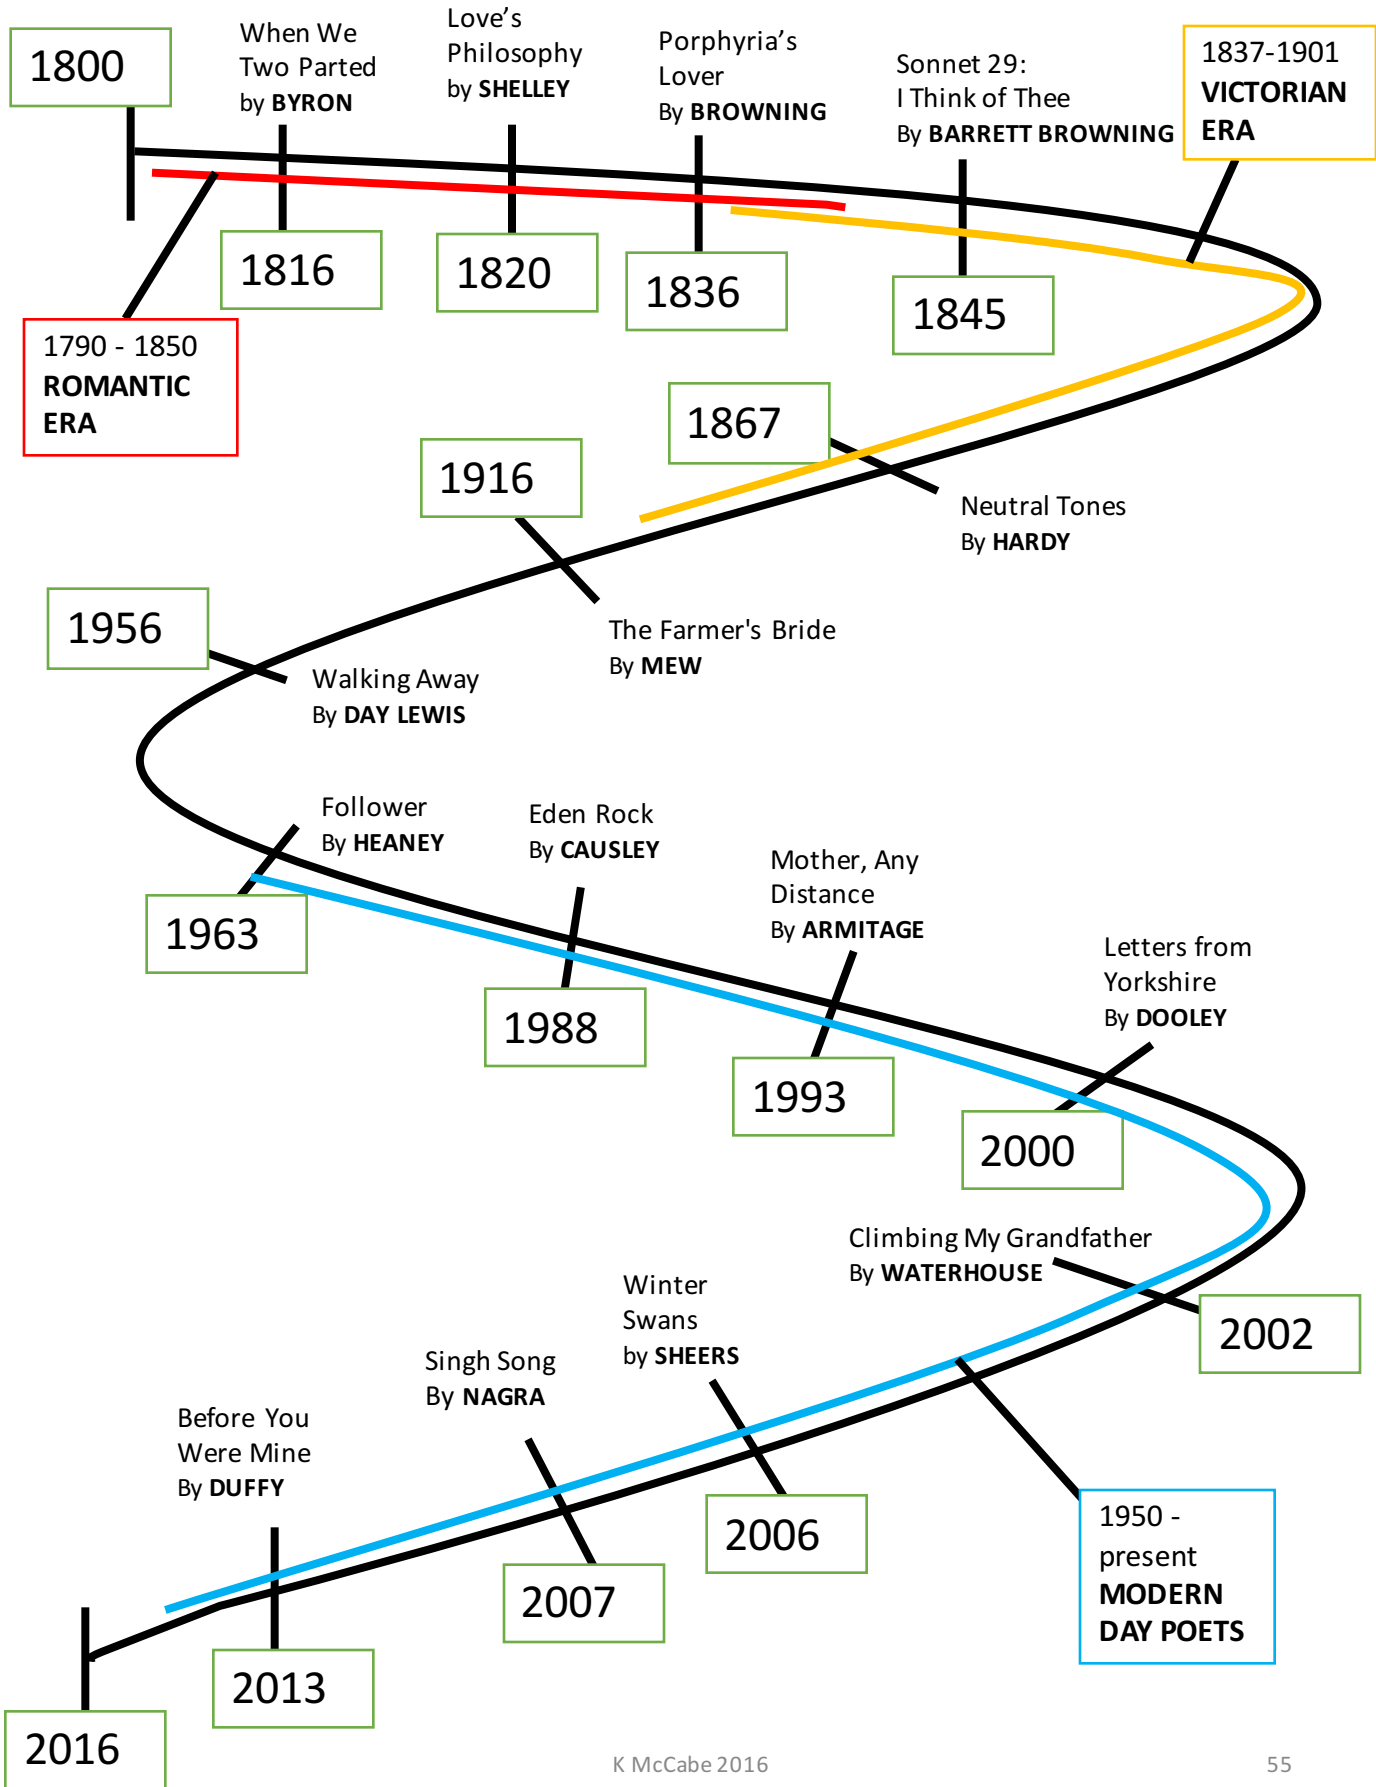 1800
When We
Two Parted
by BYRON
Love's
Philosophy
by SHELLEY
Porphyria's
Lover
By BROWNING
Sonnet 29:
I Think of Thee
By BARRETT BROWNING
1837-1901
VICTORIAN
ERA
1816
1820
1836
1845
1790 - 1850
ROMANTIC
ERA
1867
1916
Neutral Tones
By HARDY
1956
The Farmer's Bride
By MEW
Walking Away
By DAY LEWIS
Follower
By HEANEY
Eden Rock
By CAUSLEY
Mother, Any
Distance
By ARMITAGE
1963
Letters from
Yorkshire
By DOOLEY
1988
1993
2000
Climbing My Grandfather
By WATERHOUSE
2002
Winter
Swans
by SHEERS
Singh Song
By NAGRA
Before You
Were Mine
By DUFFY
2006
1950 -
present
MODERN
DAY POETS
2007
2013
2016
K McCabe 2016
55